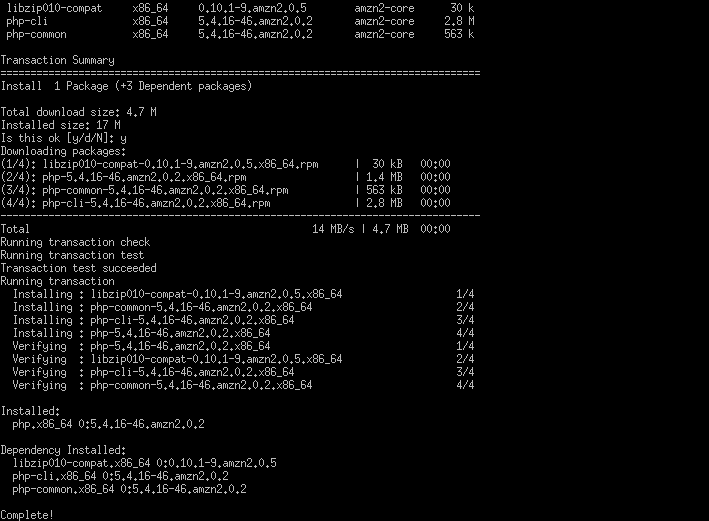 libzip010-compat x86_64 0.10.1-9.amzn2.0.5 amzn2-core 30 k
php-cli x86_64 5.4.16-46.amzn2.0.2 amzn2-core 2.8 M
php-common x86_64 5.4.16-46.amzn2.0.2 amzn2-core 563 k
Transaction Summary
================================================================================
Install 1 Package (+3 Dependent packages)
Total download size: 4.7 M
Installed size: 17 M
Is this ok [y/d/N]: y
Downloading packages:
(1/4): libzip010-compat-0.10.1-9.amzn2.0.5.x86_64.rpm | 30 kB 00:00
(2/4): php-5.4.16-46.amzn2.0.2.x86_64.rpm | 1.4 MB 00:00
(3/4): php-common-5.4.16-46.amzn2.0.2.x86_64.rpm | 563 kB 00:00
(4/4): php-cli-5.4.16-46.amzn2.0.2.x86_64.rpm | 2.8 MB 00:00
--------------------------------------------------------------------------------
Total 14 MB/s | 4.7 MB 00:00
Running transaction check
Running transaction test
Transaction test succeeded
Running transaction
Installing : libzip010-compat-0.10.1-9.amzn2.0.5.x86_64 1/4
Installing : php-common-5.4.16-46.amzn2.0.2.x86_64 2/4
Installing : php-cli-5.4.16-46.amzn2.0.2.x86_64 3/4
Installing : php-5.4.16-46.amzn2.0.2.x86_64 4/4
Verifying : php-5.4.16-46.amzn2.0.2.x86_64 1/4
Verifying : libzip010-compat-0.10.1-9.amzn2.0.5.x86_64 2/4
Verifying : php-cli-5.4.16-46.amzn2.0.2.x86_64 3/4
Verifying : php-common-5.4.16-46.amzn2.0.2.x86_64 4/4
Installed:
php.x86_64 0:5.4.16-46.amzn2.0.2
Dependency Installed:
libzip010-compat.x86_64 0:0.10.1-9.amzn2.0.5
php-cli.x86_64 0:5.4.16-46.amzn2.0.2
php-common.x86_64 0:5.4.16-46.amzn2.0.2
Complete!